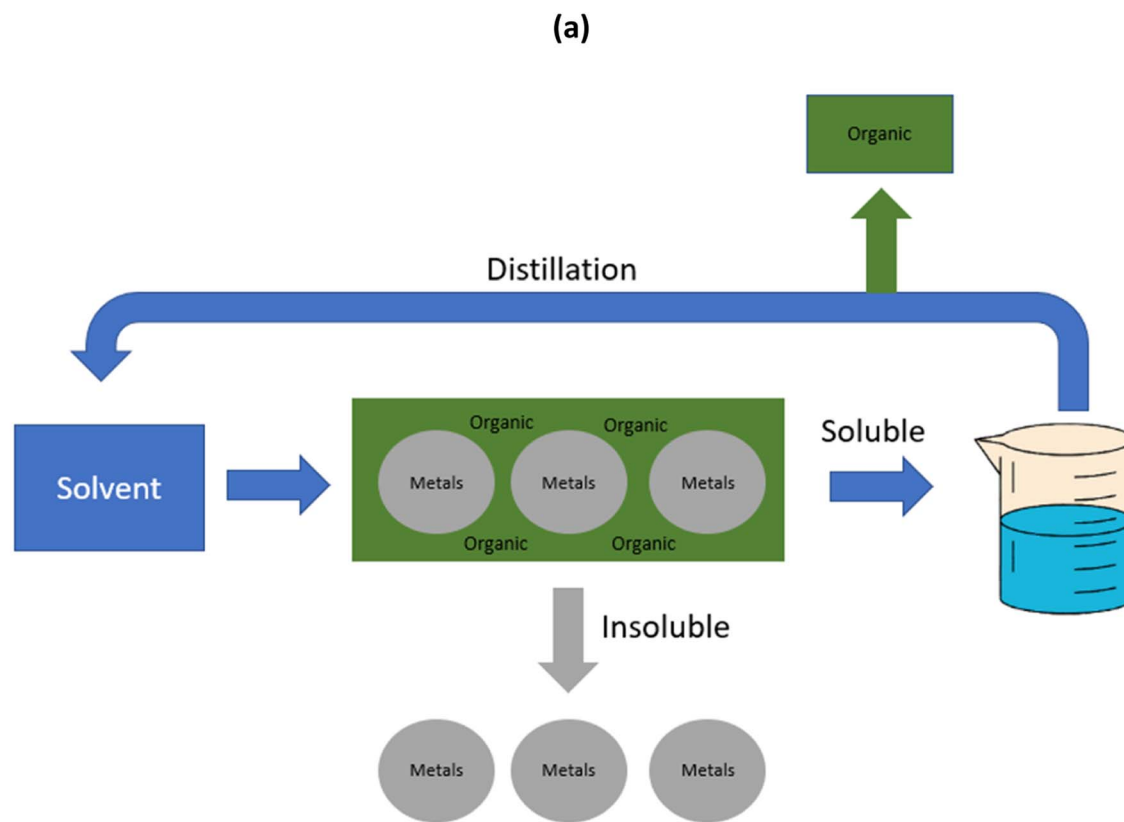 (a)
Organic
Distillation
Solvent
Organic Organic
Metals Metals Metals
Organic Organic
Soluble
Insoluble
Metals Metals Metals